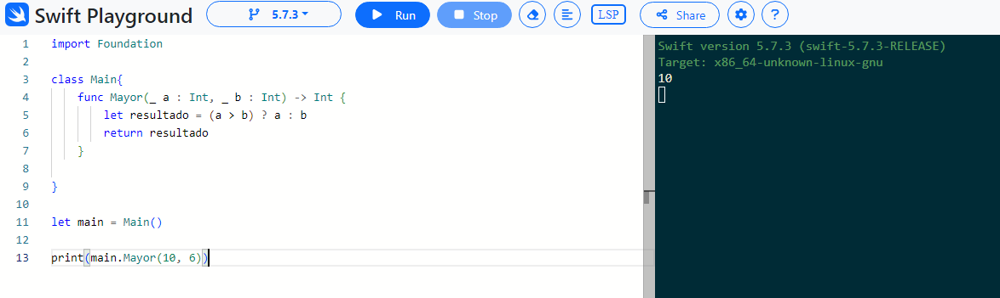 Swift Playground 5.7.3 Run Stop LSP Share ?
1 import Foundation
2
3 class Main{
4     func Mayor(_ a : Int, _ b : Int) -> Int {
5         let resultado = (a > b) ? a : b
6         return resultado
7     }
8
9 }
10
11 let main = Main()
12
13 print(main.Mayor(10, 6))
Swift version 5.7.3 (swift-5.7.3-RELEASE)
Target: x86_64-unknown-linux-gnu
10